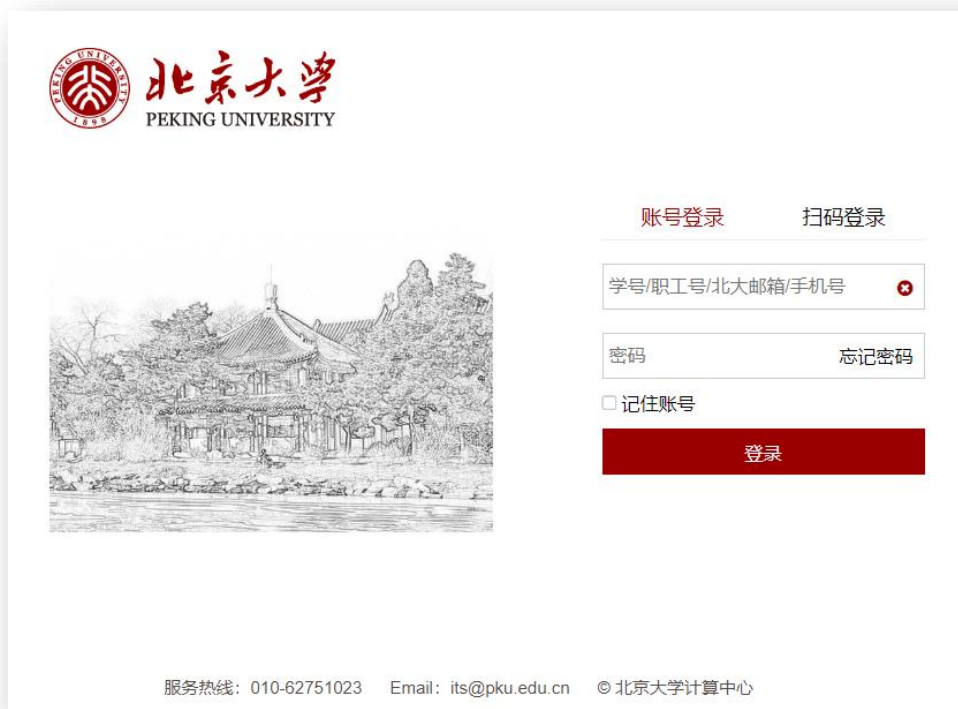 PEKING UNIVERSITY
1898
北京大学
PEKING UNIVERSITY
账号登录 扫码登录
学号/职工号/北大邮箱/手机号
密码 忘记密码
记住账号
登录
服务热线：010-62751023 Email：its@pku.edu.cn ©北京大学计算中心